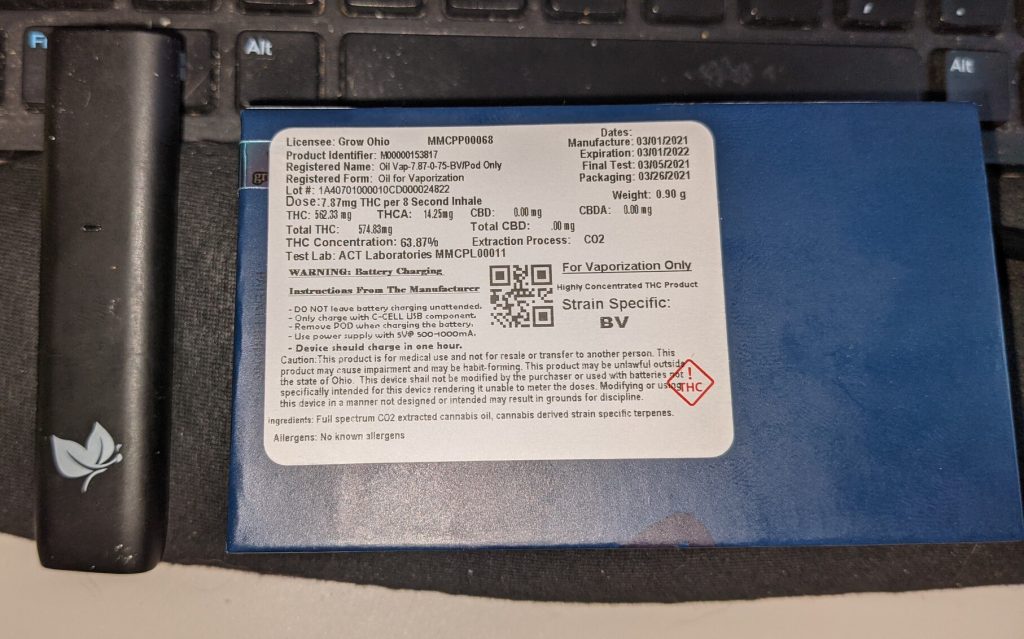 Alt
Alt
Licensee: Grow Ohio MMCPP00068
Product Identifier: M00000153817
Registered Name: Oil Vap-7.87-0-75-BV/Pod Only
Registered Form: Oil for Vaporization
Lot #: 1A40701000010CD000024822
Dose:7.87mg THC per 8 Second Inhale
Dates:
Manufacture: 03/01/2021
Expiration: 03/01/2022
Final Test: 03/05/2021
Packaging: 03/26/2021
Weight: 0.90 g
THC: 562.33 mg THCA: 14.25mg CBD: 0.00 mg CBDA: 0.00 mg
Total THC: 574.83mg Total CBD: .00 mg
THC Concentration: 63.87% Extraction Process: CO2
Test Lab: ACT Laboratories MMCPL00011
WARNING: Battery Charging
Instructions From The Manufacturer
- DO NOT leave battery charging unattended.
- Only charge with C-CELL USB component.
- Remove POD when charging the battery.
- Use power supply with 5V@ 500-1000mA.
- Device should charge in one hour.
For Vaporization Only
Highly Concentrated THC Product
Strain Specific:
BV
Caution:This product is for medical use and not for resale or transfer to another person. This
product may cause impairment and may be habit-forming. This product may be unlawful outside
the state of Ohio. This device shall not be modified by the purchaser or used with batteries not
specifically intended for this device rendering it unable to meter the doses. Modifying or using
this device in a manner not designed or intended may result in grounds for discipline.
!
THC
Ingredients: Full spectrum CO2 extracted cannabis oil, cannabis derived strain specific terpenes.
Allergens: No known allergens